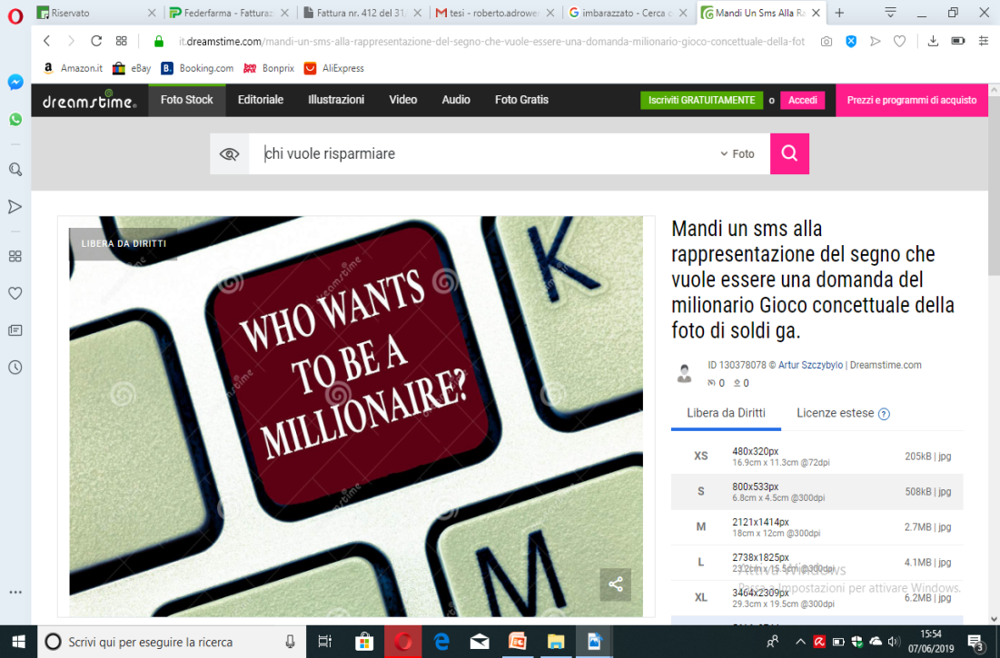 Riservato
Federfarma - Fatturaz
Fattura nr. 412 del 31
tesi - roberto.adrower
imbarazzato - Cerca c
Mandi Un Sms Alla Ra
it.dreamstime.com/mandi-un-sms-alla-rappresentazione-del-segno-che-vuole-essere-una-domanda-milionario-gioco-concettuale-della-fot
Amazon.it
eBay
Booking.com
Bonprix
AliExpress
dreamstime.
Foto Stock
Editoriale
Illustrazioni
Video
Audio
Foto Gratis
Iscriviti GRATUITAMENTE o Accedi
Prezzi e programmi di acquisto
chi vuole risparmiare
Foto
LIBERA DA DIRITTI
WHO WANTS
TO BE A
MILLIONAIRE?
K
M
Mandi un sms alla
rappresentazione del segno che
vuole essere una domanda del
milionario Gioco concettuale della
foto di soldi ga.
ID 130378078 © Artur Szczybylo | Dreamstime.com
0 0
Libera da Diritti Licenze estese ?
XS 480x320px 205kB | jpg
16.9cm x 11.3cm @72dpi
S 800x533px 508kB | jpg
6.8cm x 4.5cm @300dpi
M 2121x1414px 2.7MB | jpg
18cm x 12cm @300dpi
L 2738x1825px 4.1MB | jpg
23.2cm x 15.5cm @300dpi
Attiva Windows
Passa a Impostazioni per attivare Windows.
XL 3464x2309px 6.2MB | jpg
29.3cm x 19.5cm @300dpi
Scrivi qui per eseguire la ricerca
15:54
07/06/2019
3